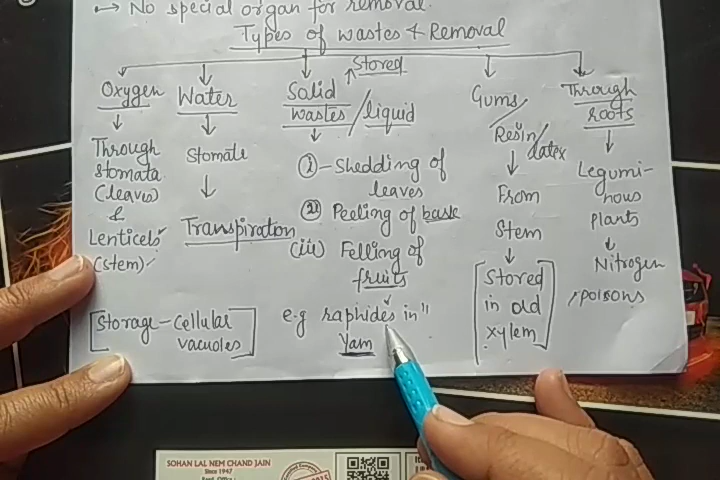 → No special organ for removal.
Types of wastes & Removal
Stored
Oxygen
↓
Through
stomata
(leaves)
&
Lenticels
(stem)
Water
↓
Stomate
↓
Transpiration
Solid
wastes/liquid
↓
(i)-Shedding of
leaves
(ii) Peeling of bark
(iii) Felling of
fruits
e.g raphides in"
Yam
Gums/
Resin/
Latex
↓
From
Stem
↓
[Stored
in old
xylem]
Through
roots
↓
Legumi-
nous
plants
↓
Nitrogen
/poisons
[Storage-Cellular
vacuoles]
SOHAN LAL NEM CHAND JAIN
Since 1947